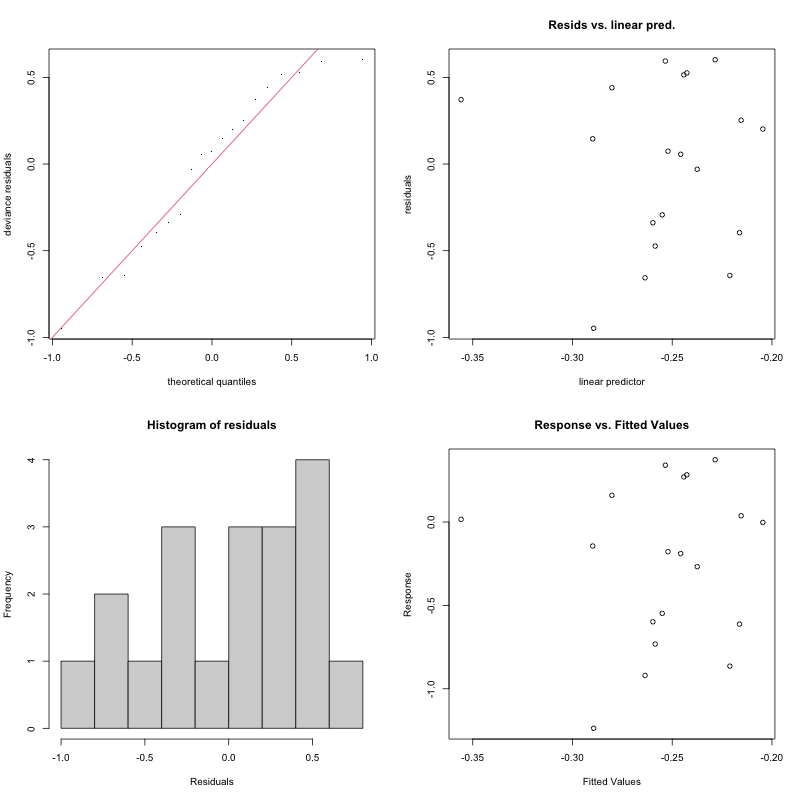 deviance residuals
0.5
0.0
-0.5
-1.0
-1.0 -0.5 0.0 0.5 1.0
theoretical quantiles
Resids vs. linear pred.
residuals
0.5
0.0
-0.5
-1.0
-0.35 -0.30 -0.25 -0.20
linear predictor
Histogram of residuals
Frequency
4
3
2
1
0
-1.0 -0.5 0.0 0.5
Residuals
Response vs. Fitted Values
Response
0.0
-0.5
-1.0
-0.35 -0.30 -0.25 -0.20
Fitted Values